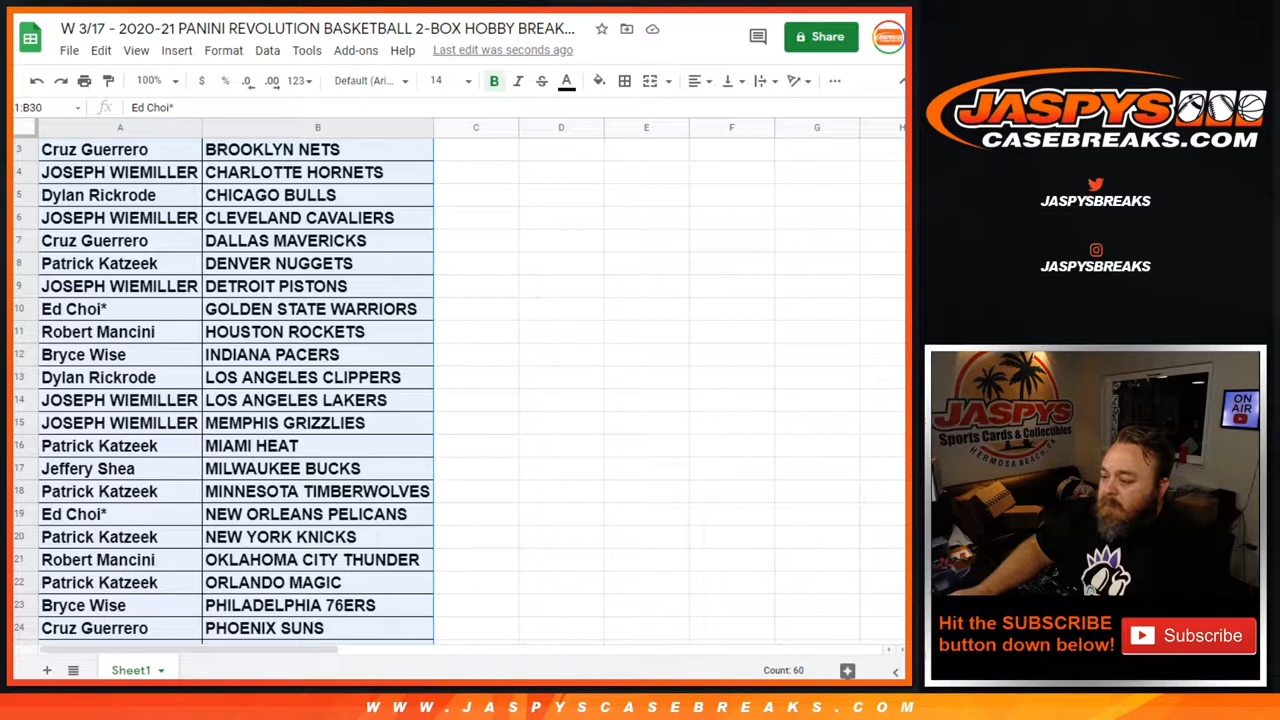 W 3/17 - 2020-21 PANINI REVOLUTION BASKETBALL 2-BOX HOBBY BREAK...
File Edit View Insert Format Data Tools Add-ons Help Last edit was seconds ago
Share
100% $ % .0 .00 123 Default (Ari... 14 B I S A
1:B30 fx Ed Choi*
A B C D E F G H
3 Cruz Guerrero BROOKLYN NETS
4 JOSEPH WIEMILLER CHARLOTTE HORNETS
5 Dylan Rickrode CHICAGO BULLS
6 JOSEPH WIEMILLER CLEVELAND CAVALIERS
7 Cruz Guerrero DALLAS MAVERICKS
8 Patrick Katzeek DENVER NUGGETS
9 JOSEPH WIEMILLER DETROIT PISTONS
10 Ed Choi* GOLDEN STATE WARRIORS
11 Robert Mancini HOUSTON ROCKETS
12 Bryce Wise INDIANA PACERS
13 Dylan Rickrode LOS ANGELES CLIPPERS
14 JOSEPH WIEMILLER LOS ANGELES LAKERS
15 JOSEPH WIEMILLER MEMPHIS GRIZZLIES
16 Patrick Katzeek MIAMI HEAT
17 Jeffery Shea MILWAUKEE BUCKS
18 Patrick Katzeek MINNESOTA TIMBERWOLVES
19 Ed Choi* NEW ORLEANS PELICANS
20 Patrick Katzeek NEW YORK KNICKS
21 Robert Mancini OKLAHOMA CITY THUNDER
22 Patrick Katzeek ORLANDO MAGIC
23 Bryce Wise PHILADELPHIA 76ERS
24 Cruz Guerrero PHOENIX SUNS
Sheet1 Count: 60
JASPYS
CASEBREAKS.COM
JASPYSBREAKS
JASPYSBREAKS
JASPYS
Sports Cards & Collectibles
HERMOSA BEACH, CA
ON
AIR
Hit the SUBSCRIBE
button down below!
Subscribe
WWW.JASPYSCASEBREAKS.COM